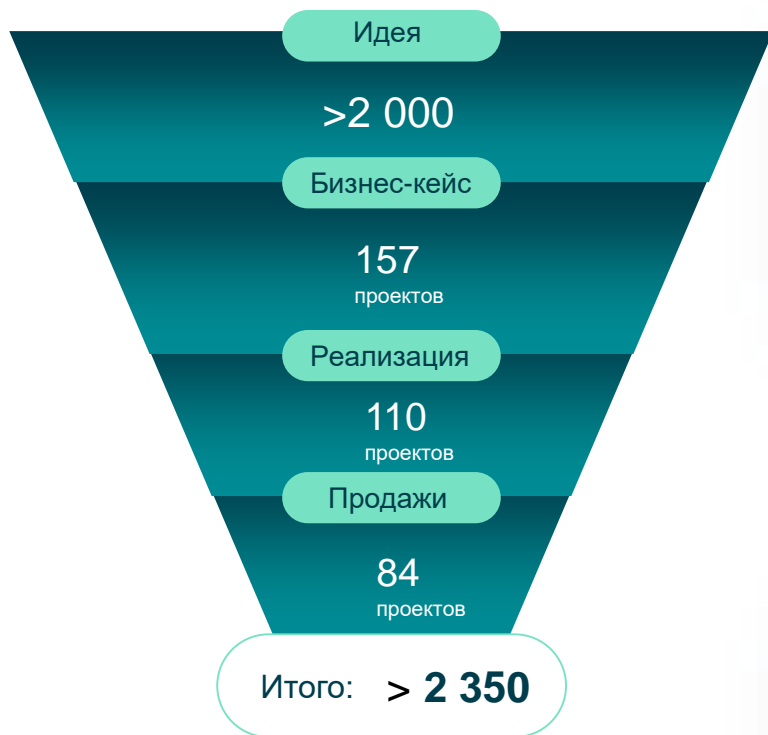 Идея
>2 000
Бизнес-кейс
157
проектов
Реализация
110
проектов
Продажи
84
проектов
Итого: > 2 350